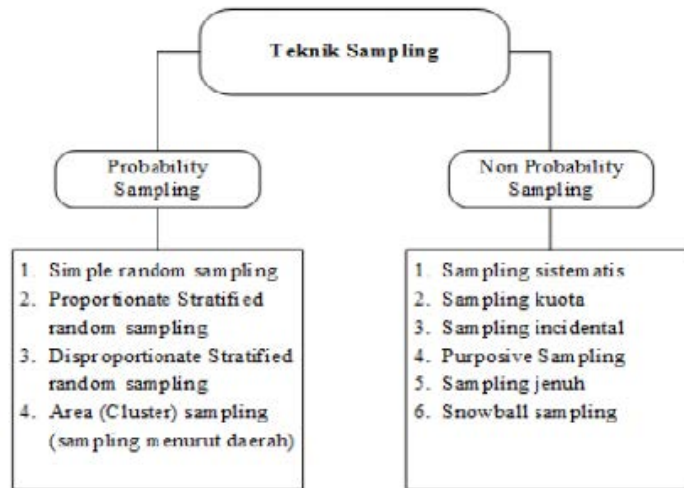 Teknik Sampling
Probability
Sampling
Non Probability
Sampling
1. Simple random sampling
2. Proportionate Stratified
random sampling
3. Disproportionate Stratified
random sampling
4. Area (Cluster) sampling
(sampling menurut daerah)
1. Sampling sistematis
2. Sampling kuota
3. Sampling incidental
4. Purposive Sampling
5. Sampling jenuh
6. Snowball sampling